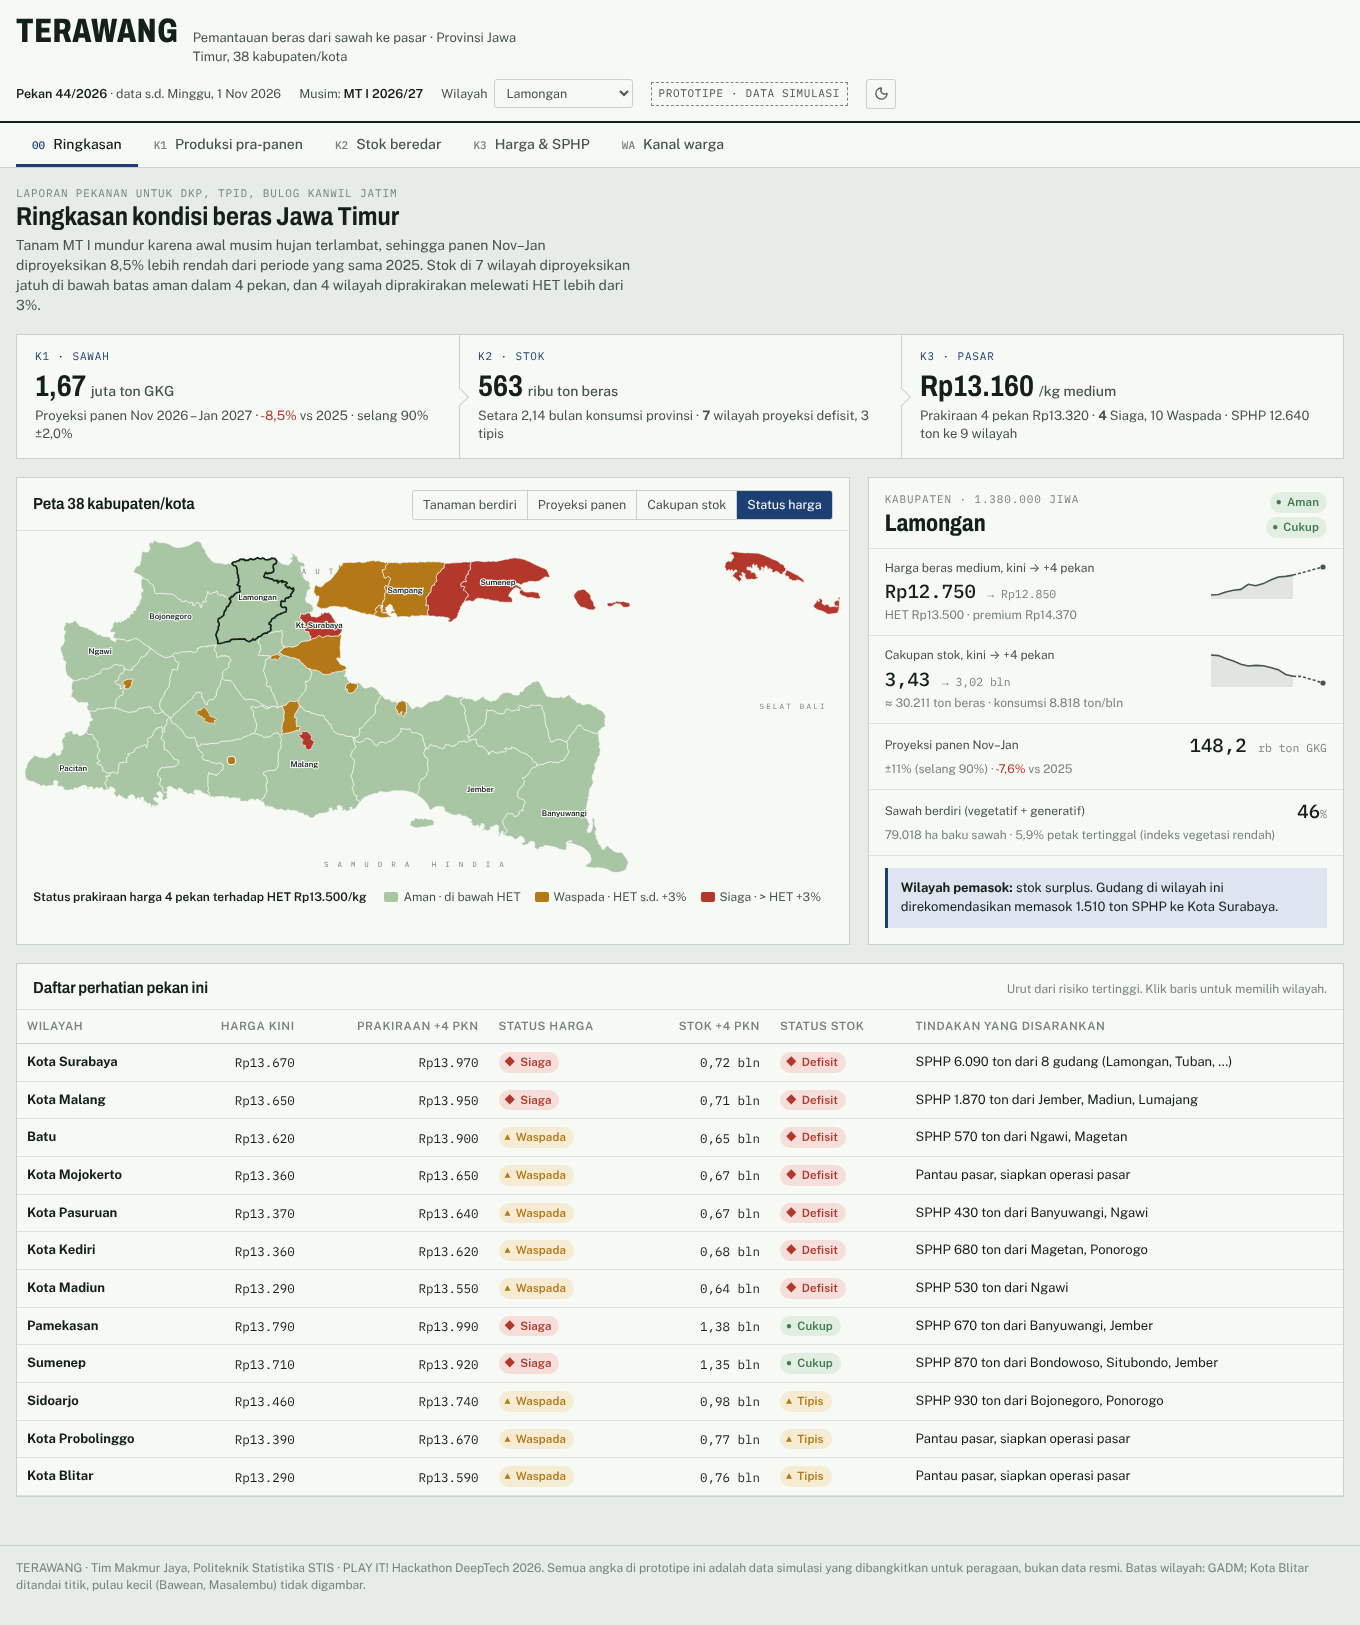 TERAWANG
Pemantauan beras dari sawah ke pasar · Provinsi Jawa
Timur, 38 kabupaten/kota
Pekan 44/2026 · data s.d. Minggu, 1 Nov 2026
Musim: MT I 2026/27
Wilayah
Lamongan
PROTOTIPE · DATA SIMULASI
00 Ringkasan
K1 Produksi pra-panen
K2 Stok beredar
K3 Harga & SPHP
WA Kanal warga
LAPORAN PEKANAN UNTUK DKP, TPID, BULOG KANWIL JATIM
Ringkasan kondisi beras Jawa Timur
Tanam MT I mundur karena awal musim hujan terlambat, sehingga panen Nov–Jan
diproyeksikan 8,5% lebih rendah dari periode yang sama 2025. Stok di 7 wilayah diproyeksikan
jatuh di bawah batas aman dalam 4 pekan, dan 4 wilayah diprakirakan melewati HET lebih dari
3%.
K1 · SAWAH
1,67 juta ton GKG
Proyeksi panen Nov 2026 – Jan 2027 · -8,5% vs 2025 · selang 90%
±2,0%
K2 · STOK
563 ribu ton beras
Setara 2,14 bulan konsumsi provinsi · 7 wilayah proyeksi defisit, 3
tipis
K3 · PASAR
Rp13.160 /kg medium
Prakiraan 4 pekan Rp13.320 · 4 Siaga, 10 Waspada · SPHP 12.640
ton ke 9 wilayah
Peta 38 kabupaten/kota
Tanaman berdiri
Proyeksi panen
Cakupan stok
Status harga
A U T
Lamongan
Sampang
Sumenep
Bojonegoro
Kt. Surabaya
Ngawi
SELAT BALI
Pacitan
Malang
Jember
Banyuwangi
SAMUDRA HINDIA
Status prakiraan harga 4 pekan terhadap HET Rp13.500/kg
Aman · di bawah HET
Waspada · HET s.d. +3%
Siaga · > HET +3%
KABUPATEN · 1.380.000 JIWA
Lamongan
Aman
Cukup
Harga beras medium, kini → +4 pekan
Rp12.750 → Rp12.850
HET Rp13.500 · premium Rp14.370
Cakupan stok, kini → +4 pekan
3,43 → 3,02 bln
≈ 30.211 ton beras · konsumsi 8.818 ton/bln
Proyeksi panen Nov–Jan
148,2 rb ton GKG
±11% (selang 90%) · -7,6% vs 2025
Sawah berdiri (vegetatif + generatif)
46%
79.018 ha baku sawah · 5,9% petak tertinggal (indeks vegetasi rendah)
Wilayah pemasok: stok surplus. Gudang di wilayah ini
direkomendasikan memasok 1.510 ton SPHP ke Kota Surabaya.
Daftar perhatian pekan ini
Urut dari risiko tertinggi. Klik baris untuk memilih wilayah.
WILAYAH HARGA KINI PRAKIRAAN +4 PKN STATUS HARGA STOK +4 PKN STATUS STOK TINDAKAN YANG DISARANKAN
Kota Surabaya Rp13.670 Rp13.970 Siaga 0,72 bln Defisit SPHP 6.090 ton dari 8 gudang (Lamongan, Tuban, …)
Kota Malang Rp13.650 Rp13.950 Siaga 0,71 bln Defisit SPHP 1.870 ton dari Jember, Madiun, Lumajang
Batu Rp13.620 Rp13.900 Waspada 0,65 bln Defisit SPHP 570 ton dari Ngawi, Magetan
Kota Mojokerto Rp13.360 Rp13.650 Waspada 0,67 bln Defisit Pantau pasar, siapkan operasi pasar
Kota Pasuruan Rp13.370 Rp13.640 Waspada 0,67 bln Defisit SPHP 430 ton dari Banyuwangi, Ngawi
Kota Kediri Rp13.360 Rp13.620 Waspada 0,68 bln Defisit SPHP 680 ton dari Magetan, Ponorogo
Kota Madiun Rp13.290 Rp13.550 Waspada 0,64 bln Defisit SPHP 530 ton dari Ngawi
Pamekasan Rp13.790 Rp13.990 Siaga 1,38 bln Cukup SPHP 670 ton dari Banyuwangi, Jember
Sumenep Rp13.710 Rp13.920 Siaga 1,35 bln Cukup SPHP 870 ton dari Bondowoso, Situbondo, Jember
Sidoarjo Rp13.460 Rp13.740 Waspada 0,98 bln Tipis SPHP 930 ton dari Bojonegoro, Ponorogo
Kota Probolinggo Rp13.390 Rp13.670 Waspada 0,77 bln Tipis Pantau pasar, siapkan operasi pasar
Kota Blitar Rp13.290 Rp13.590 Waspada 0,76 bln Tipis Pantau pasar, siapkan operasi pasar
TERAWANG · Tim Makmur Jaya, Politeknik Statistika STIS · PLAY IT! Hackathon DeepTech 2026. Semua angka di prototipe ini adalah data simulasi yang dibangkitkan untuk peragaan, bukan data resmi. Batas wilayah: GADM; Kota Blitar
ditandai titik, pulau kecil (Bawean, Masalembu) tidak digambar.